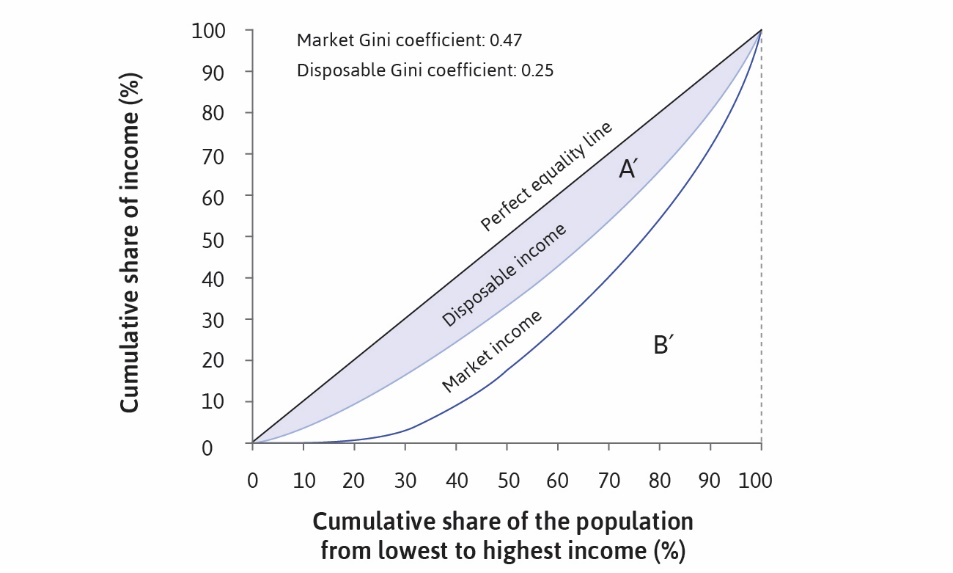 Market Gini coefficient: 0.47
Disposable Gini coefficient: 0.25
Cumulative share of income (%)
100
90
80
70
60
50
40
30
20
10
0
Perfect equality line
A′
Disposable income
Market income
B′
0 10 20 30 40 50 60 70 80 90 100
Cumulative share of the population
from lowest to highest income (%)